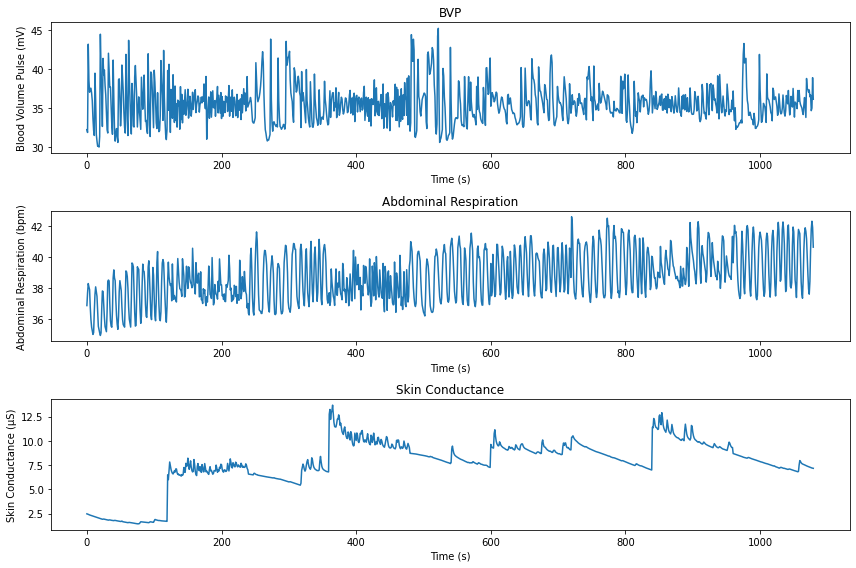 BVP
Blood Volume Pulse (mV)
45
40
35
30
0 200 400 600 800 1000
Time (s)
Abdominal Respiration
Abdominal Respiration (bpm)
42
40
38
36
0 200 400 600 800 1000
Time (s)
Skin Conductance
Skin Conductance (μS)
12.5
10.0
7.5
5.0
2.5
0 200 400 600 800 1000
Time (s)